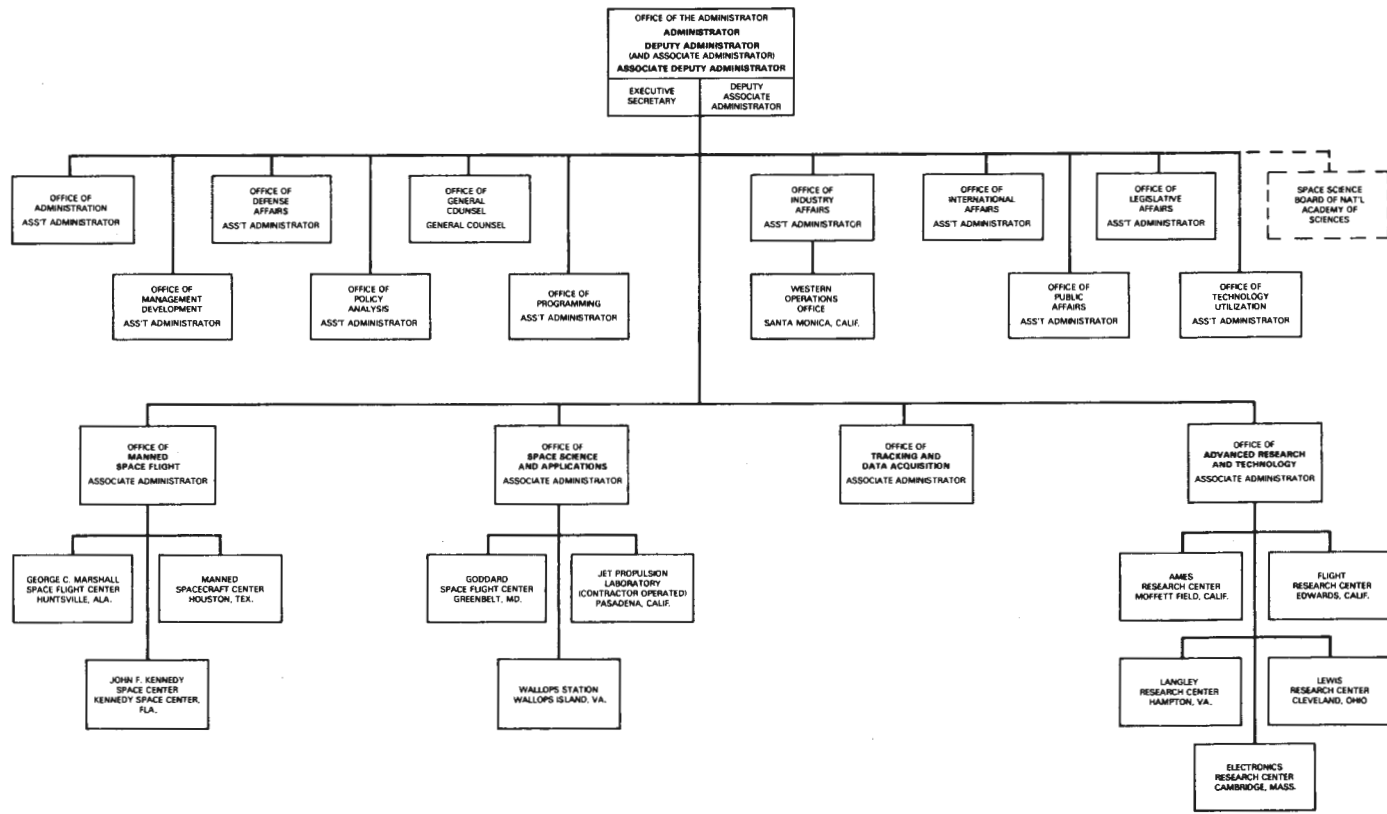 OFFICE OF THE ADMINISTRATOR
ADMINISTRATOR
DEPUTY ADMINISTRATOR
(AND ASSOCIATE ADMINISTRATOR)
ASSOCIATE DEPUTY ADMINISTRATOR
EXECUTIVE
SECRETARY
DEPUTY
ASSOCIATE
ADMINISTRATOR
OFFICE OF
ADMINISTRATION
ASS'T ADMINISTRATOR
OFFICE OF
DEFENSE
AFFAIRS
ASS'T ADMINISTRATOR
OFFICE OF
GENERAL
COUNSEL
GENERAL COUNSEL
OFFICE OF
INDUSTRY
AFFAIRS
ASS'T ADMINISTRATOR
OFFICE OF
INTERNATIONAL
AFFAIRS
ASS'T ADMINISTRATOR
OFFICE OF
LEGISLATIVE
AFFAIRS
ASS'T ADMINISTRATOR
SPACE SCIENCE
BOARD OF NAT'L
ACADEMY OF
SCIENCES
OFFICE OF
MANAGEMENT
DEVELOPMENT
ASS'T ADMINISTRATOR
OFFICE OF
POLICY
ANALYSIS
ASS'T ADMINISTRATOR
OFFICE OF
PROGRAMMING
ASS'T ADMINISTRATOR
WESTERN
OPERATIONS
OFFICE
SANTA MONICA, CALIF.
OFFICE OF
PUBLIC
AFFAIRS
ASS'T ADMINISTRATOR
OFFICE OF
TECHNOLOGY
UTILIZATION
ASS'T ADMINISTRATOR
OFFICE OF
MANNED
SPACE FLIGHT
ASSOCIATE ADMINISTRATOR
OFFICE OF
SPACE SCIENCE
AND APPLICATIONS
ASSOCIATE ADMINISTRATOR
OFFICE OF
TRACKING AND
DATA ACQUISITION
ASSOCIATE ADMINISTRATOR
OFFICE OF
ADVANCED RESEARCH
AND TECHNOLOGY
ASSOCIATE ADMINISTRATOR
GEORGE C. MARSHALL
SPACE FLIGHT CENTER
HUNTSVILLE, ALA.
MANNED
SPACECRAFT CENTER
HOUSTON, TEX.
GODDARD
SPACE FLIGHT CENTER
GREENBELT, MD.
JET PROPULSION
LABORATORY
(CONTRACTOR OPERATED)
PASADENA, CALIF.
AMES
RESEARCH CENTER
MOFFETT FIELD, CALIF.
FLIGHT
RESEARCH CENTER
EDWARDS, CALIF.
JOHN F. KENNEDY
SPACE CENTER
KENNEDY SPACE CENTER,
FLA.
WALLOPS STATION
WALLOPS ISLAND, VA.
LANGLEY
RESEARCH CENTER
HAMPTON, VA.
LEWIS
RESEARCH CENTER
CLEVELAND, OHIO
ELECTRONICS
RESEARCH CENTER
CAMBRIDGE, MASS.